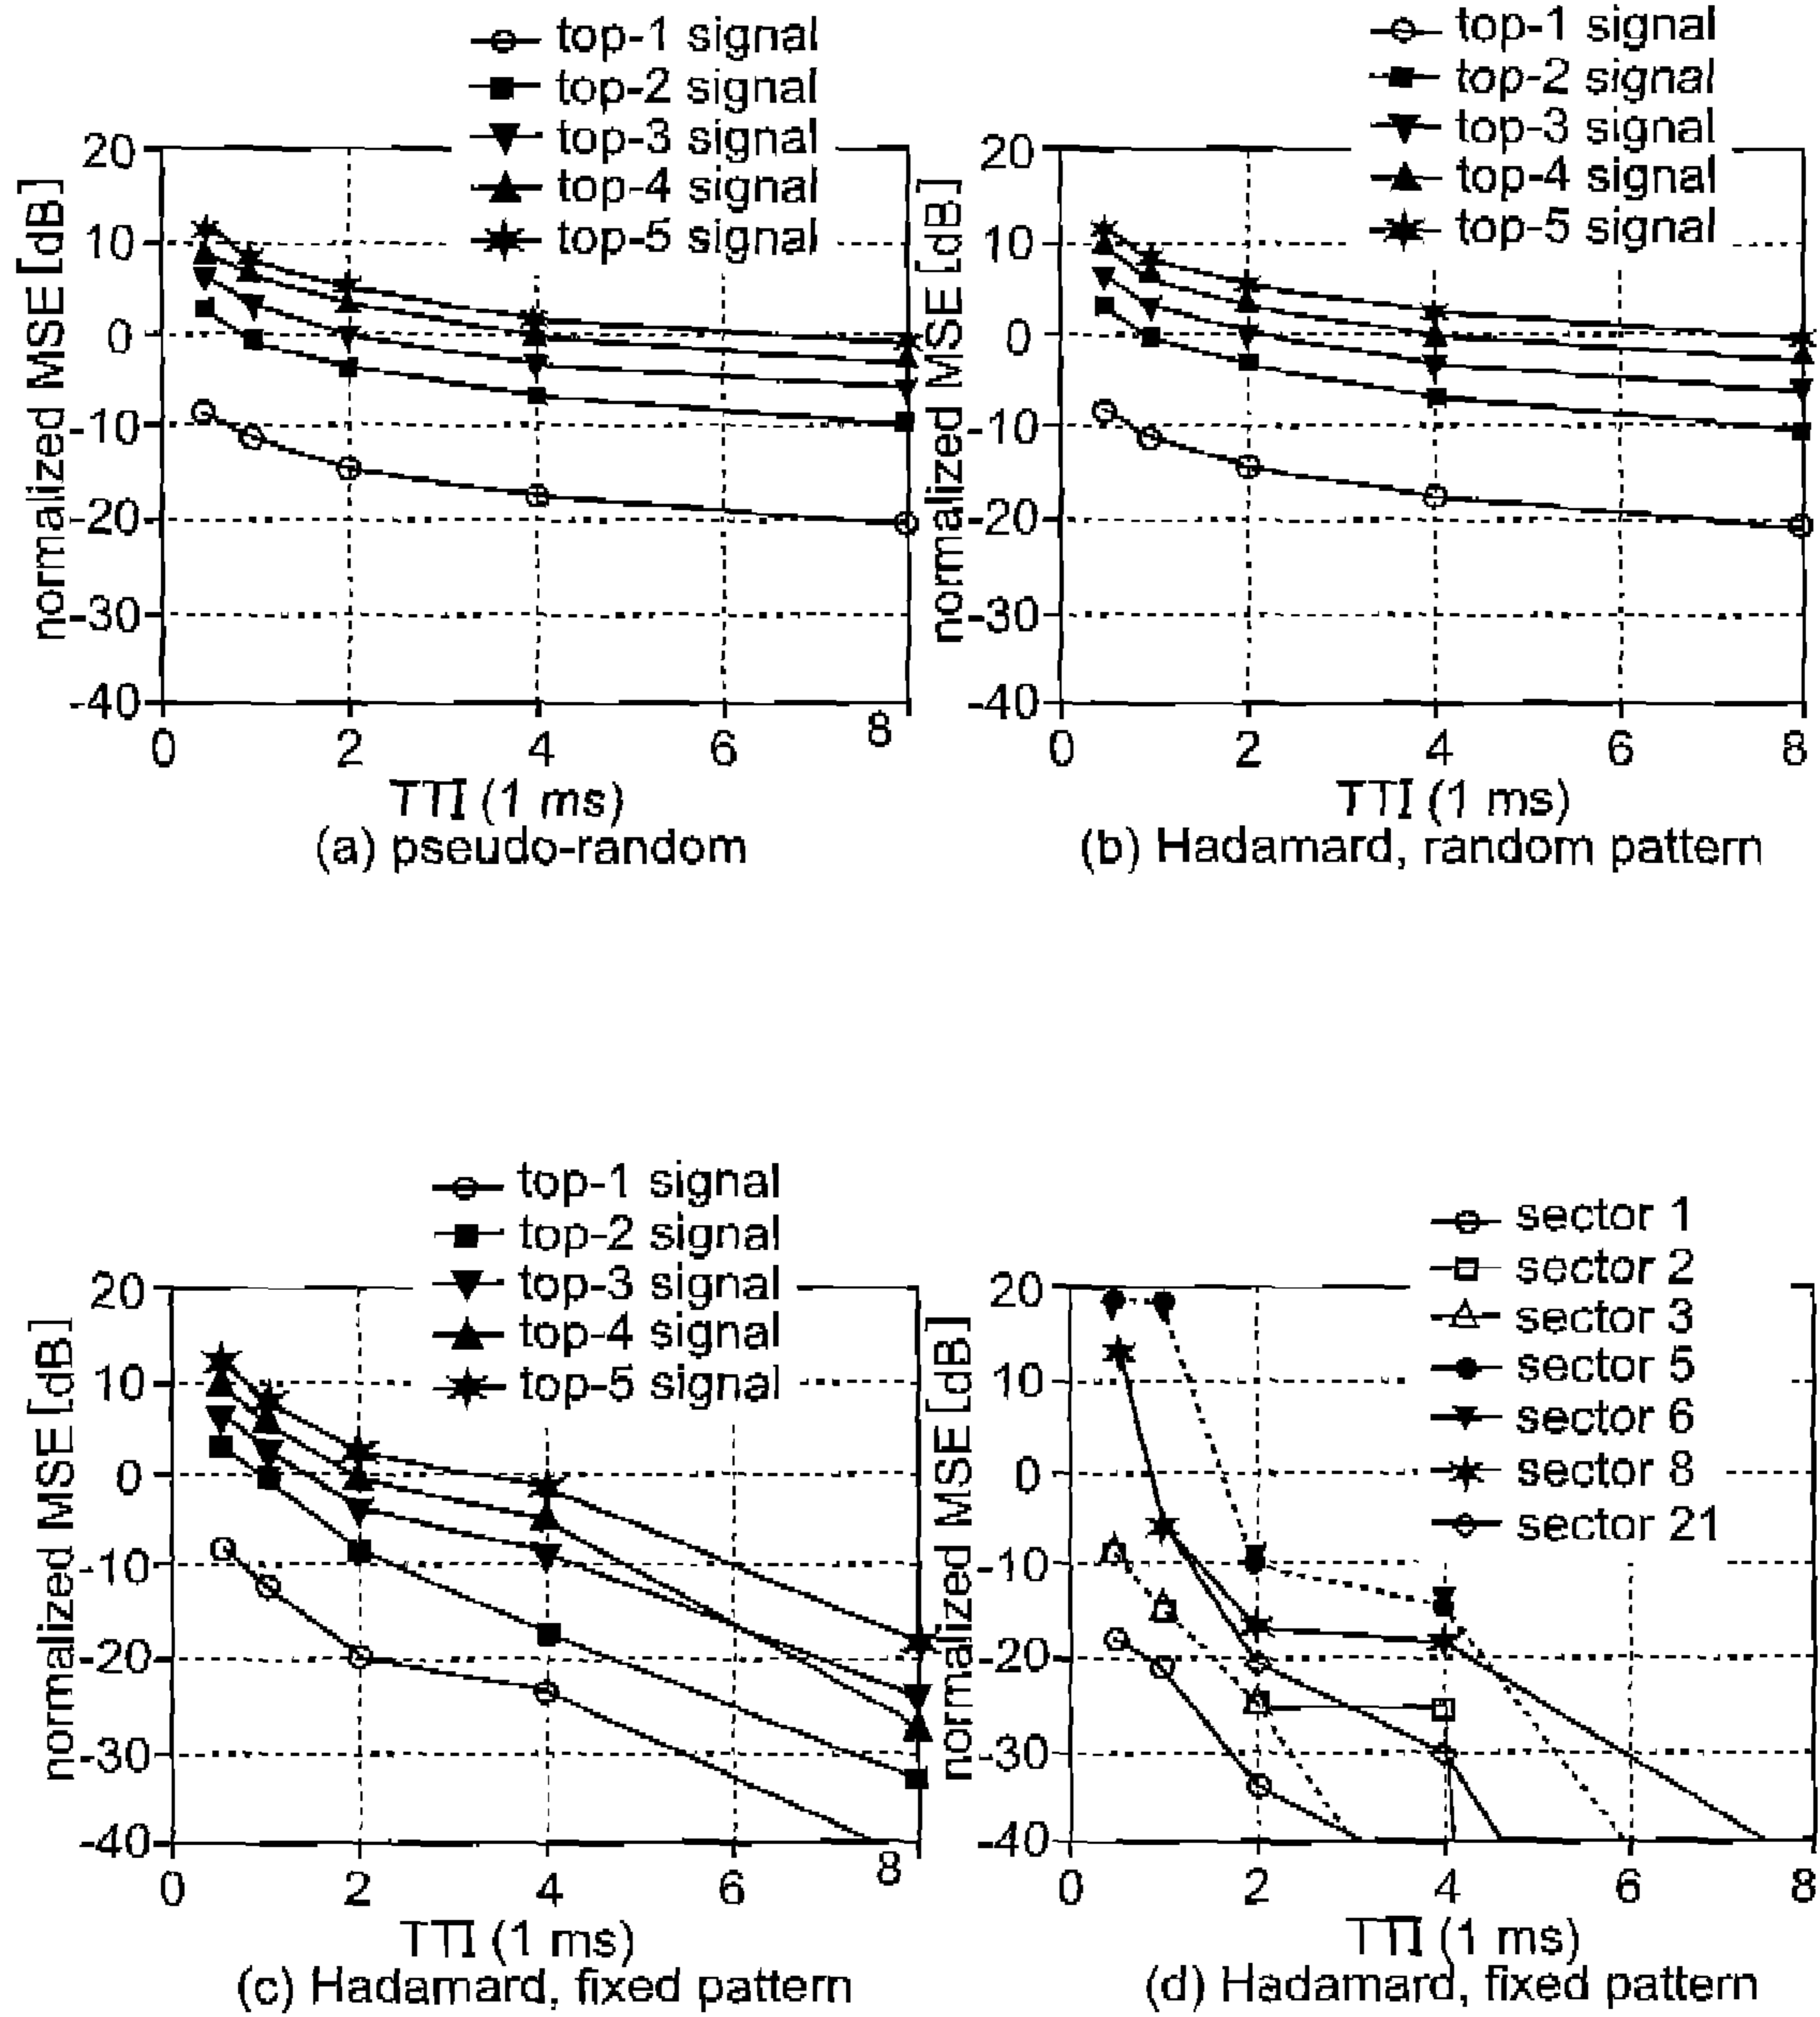 top-1 signal
top-2 signal
top-3 signal
top-4 signal
top-5 signal
20
10
0
-10
-20
-30
-40
normalized MSE [dB]
0 2 4 6 8
TTI (1 ms)
(a) pseudo-random
top-1 signal
top-2 signal
top-3 signal
top-4 signal
top-5 signal
20
10
0
-10
-20
-30
-40
normalized MSE [dB]
0 2 4 6 8
TTI (1 ms)
(b) Hadamard, random pattern
top-1 signal
top-2 signal
top-3 signal
top-4 signal
top-5 signal
20
10
0
-10
-20
-30
-40
normalized MSE [dB]
0 2 4 6 8
TTI (1 ms)
(c) Hadamard, fixed pattern
sector 1
sector 2
sector 3
sector 5
sector 6
sector 8
sector 21
20
10
0
-10
-20
-30
-40
normalized MSE [dB]
0 2 4 6 8
TTI (1 ms)
(d) Hadamard, fixed pattern